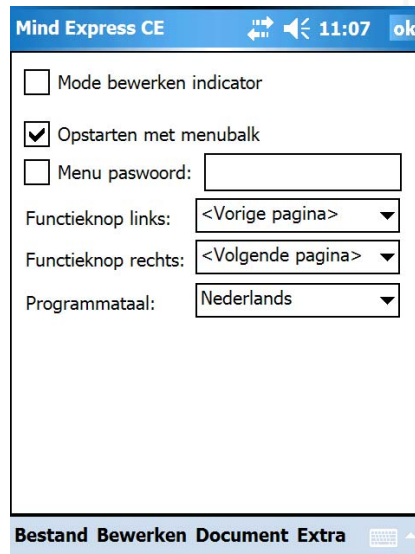 Mind Express CE 11:07 ok
Mode bewerken indicator
Opstarten met menubalk
Menu paswoord:
Functieknop links: <Vorige pagina>
Functieknop rechts: <Volgende pagina>
Programmataal: Nederlands
Bestand Bewerken Document Extra